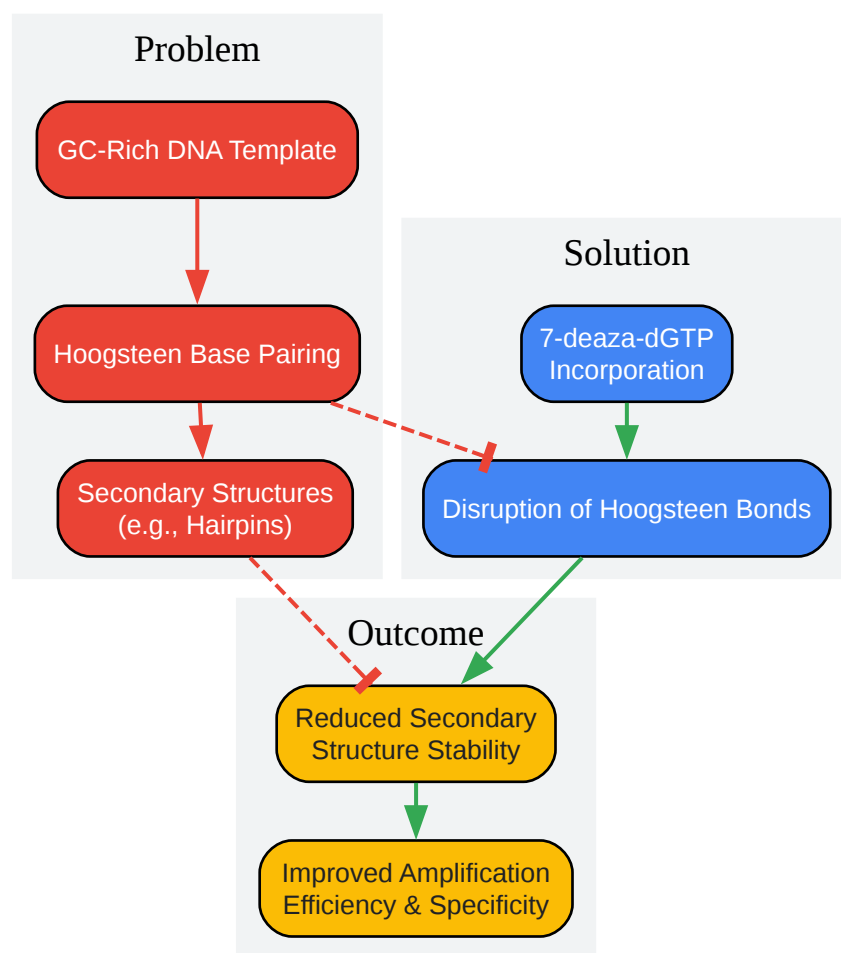 Problem
GC-Rich DNA Template
Hoogsteen Base Pairing
Secondary Structures
(e.g., Hairpins)
Solution
7-deaza-dGTP
Incorporation
Disruption of Hoogsteen Bonds
Outcome
Reduced Secondary
Structure Stability
Improved Amplification
Efficiency & Specificity